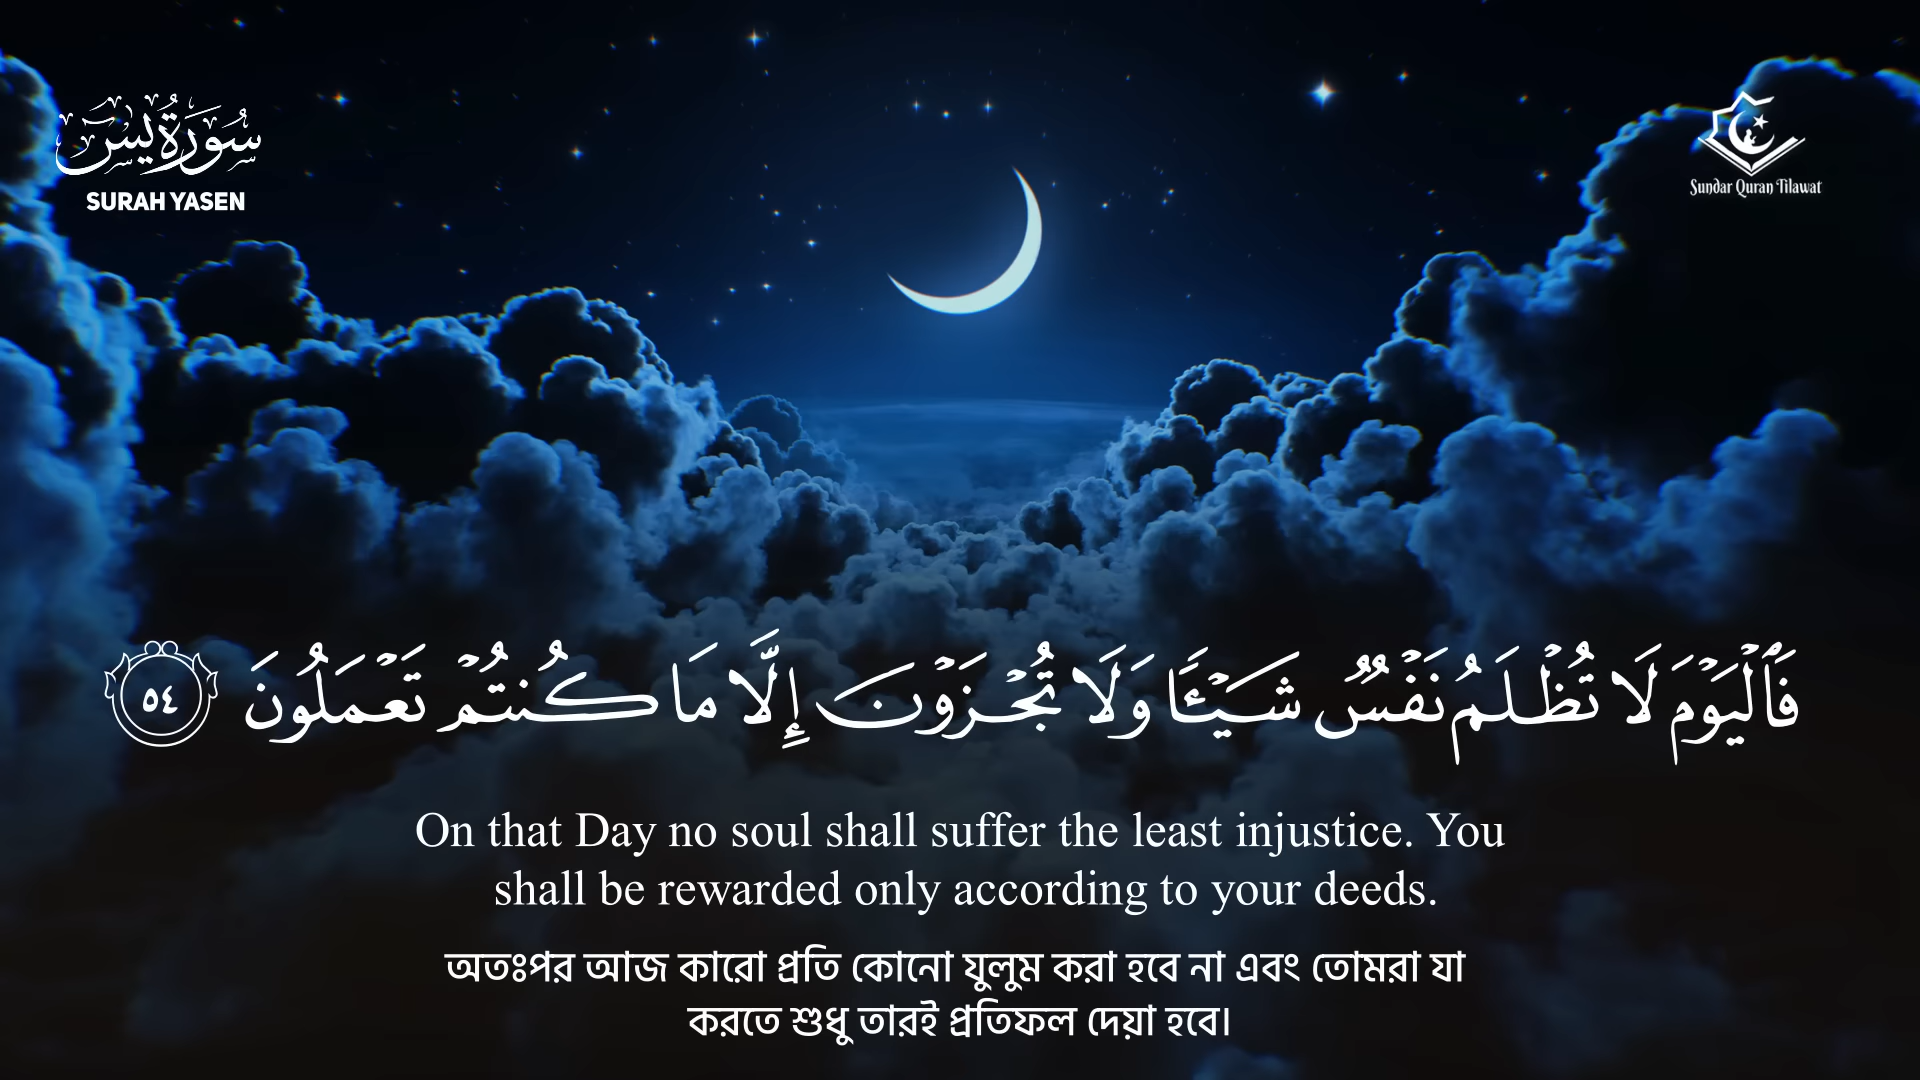 سُورَةُ يس
SURAH YASEN
Sundar Quran Tilawat
فَٱلْيَوْمَ لَا تُظْلَمُ نَفْسٌ شَيْـًٔا وَلَا تُجْزَوْنَ إِلَّا مَا كُنتُمْ تَعْمَلُونَ ٥٤
On that Day no soul shall suffer the least injustice. You
shall be rewarded only according to your deeds.
অতঃপর আজ কারো প্রতি কোনো যুলুম করা হবে না এবং তোমরা যা
করতে শুধু তারই প্রতিফল দেয়া হবে।